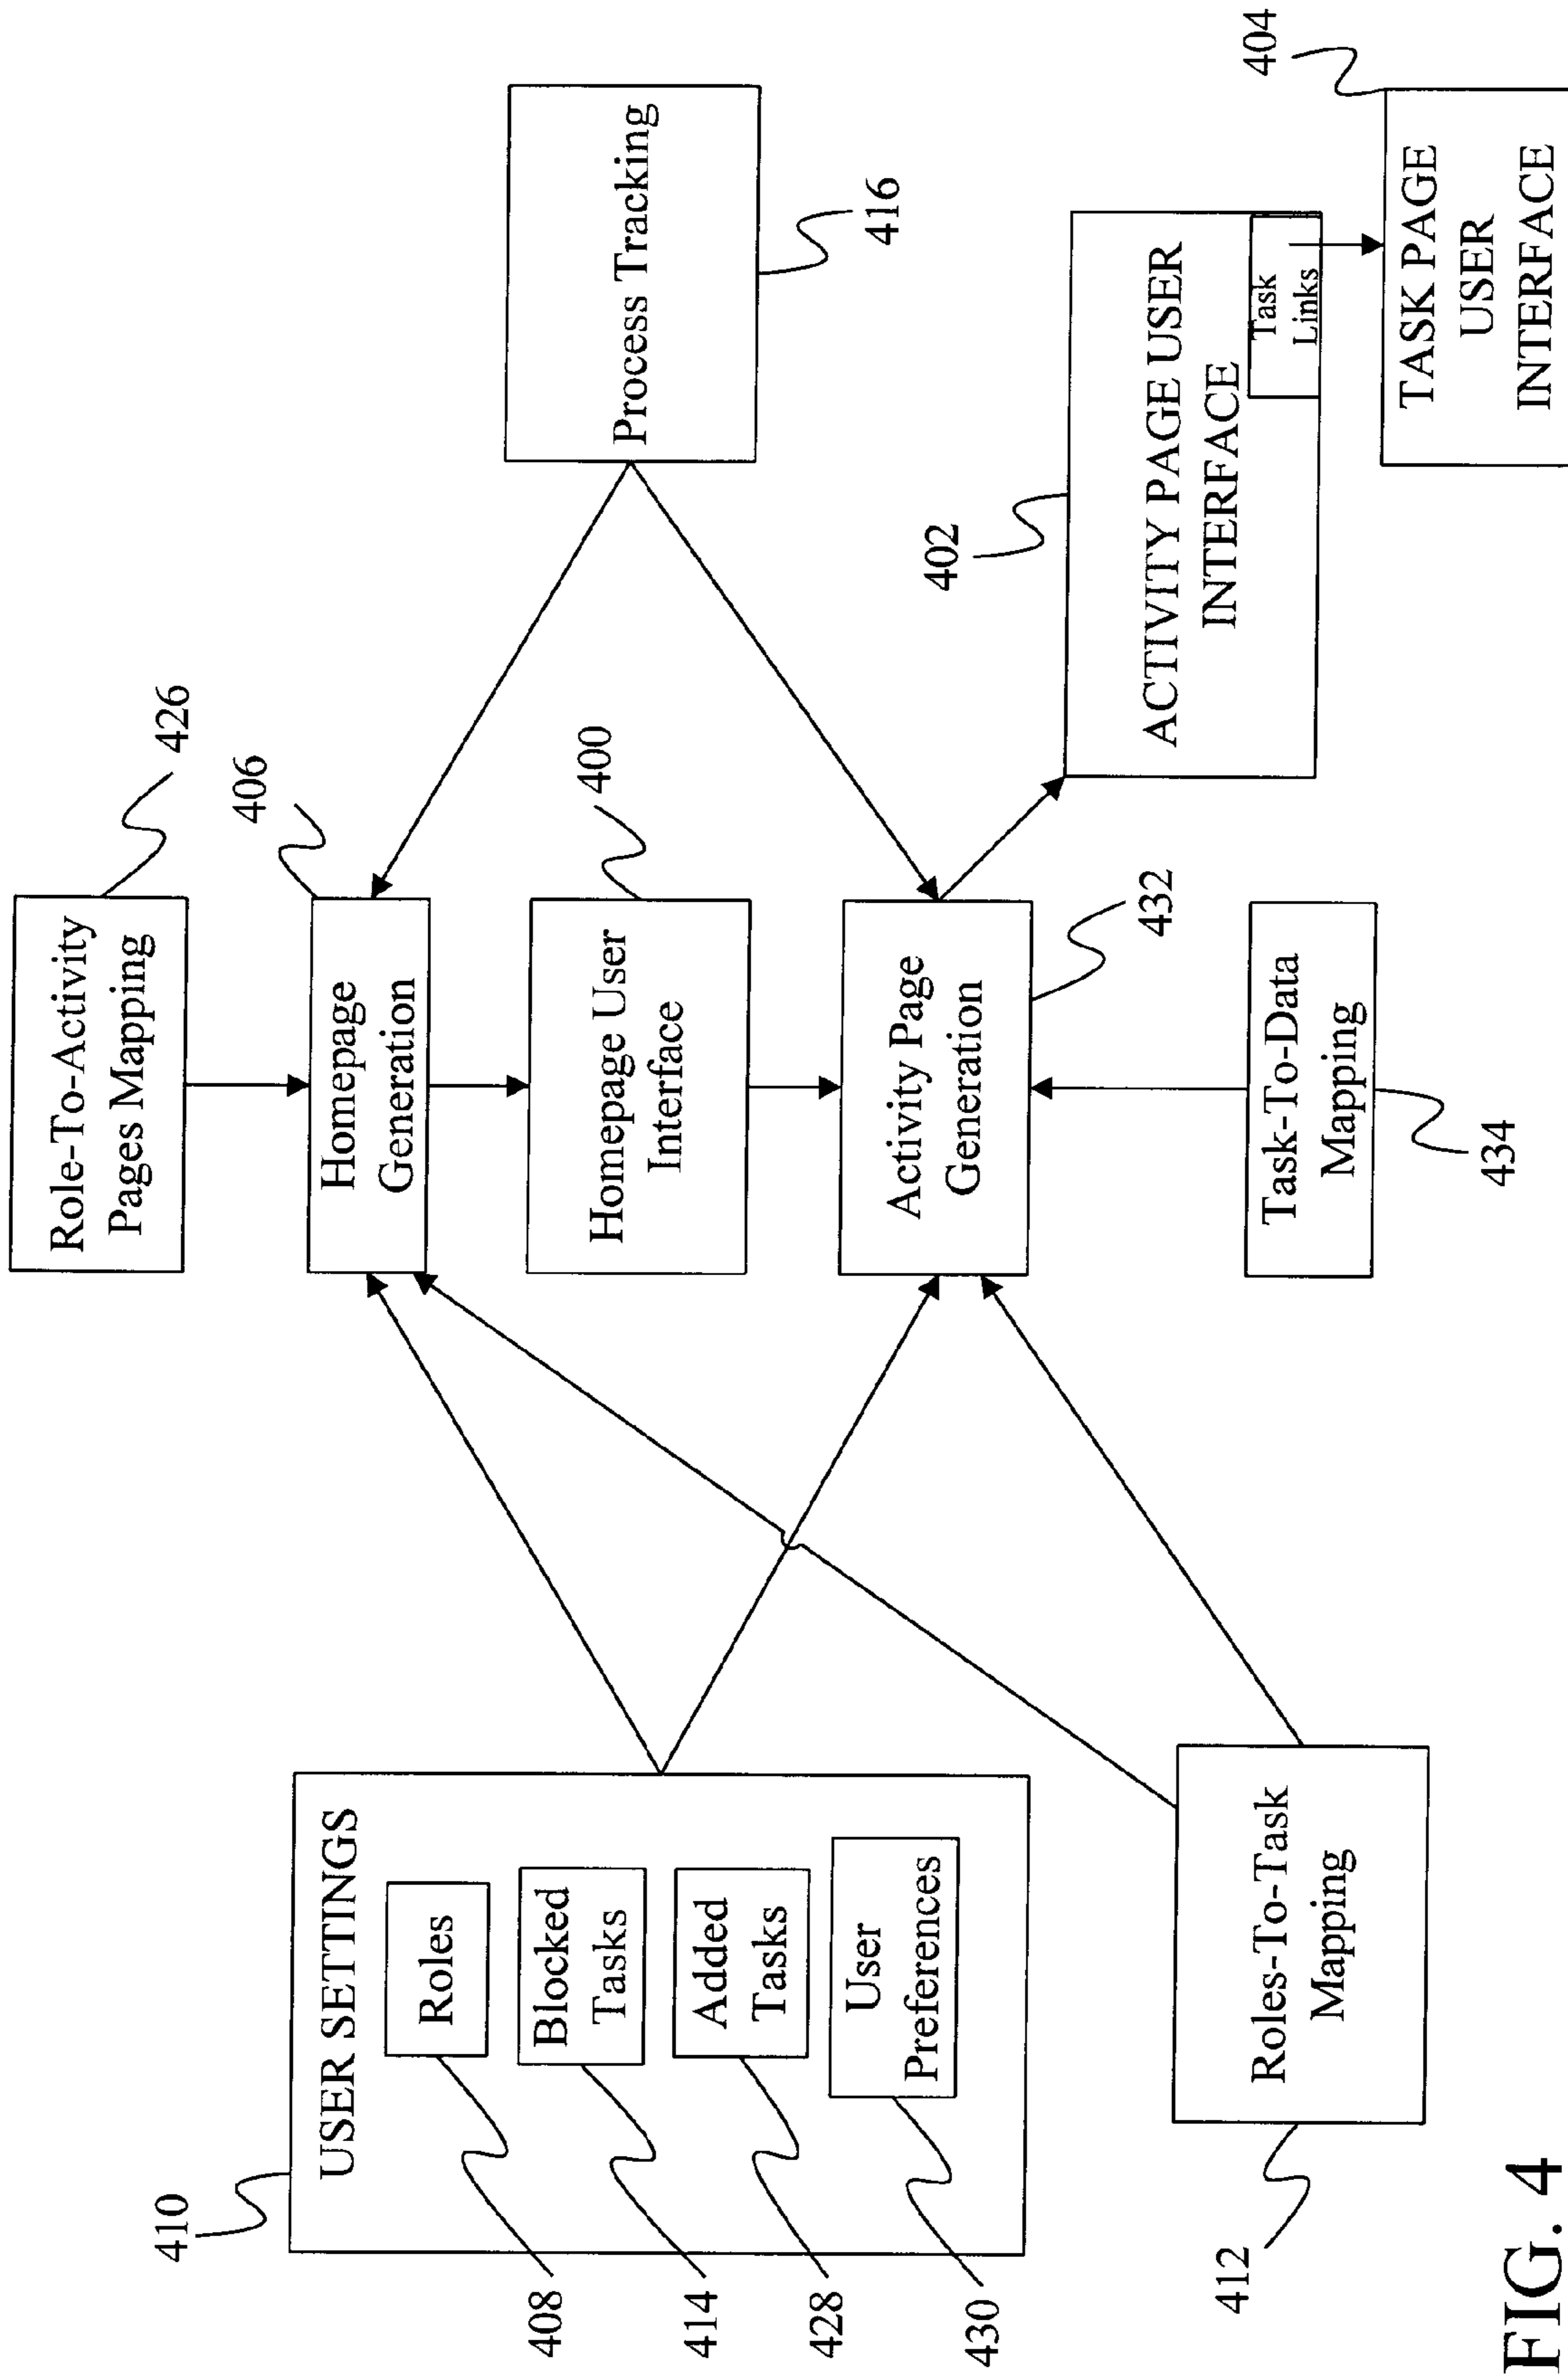 Role-To-Activity
Pages Mapping
426
406
Homepage
Generation
400
Homepage User
Interface
Process Tracking
416
410
USER SETTINGS
Roles
Blocked
Tasks
Added
Tasks
User
Preferences
408
414
428
430
Activity Page
Generation
432
402
ACTIVITY PAGE USER
INTERFACE
Task
Links
404
TASK PAGE
USER
INTERFACE
Task-To-Data
Mapping
434
Roles-To-Task
Mapping
412
FIG. 4